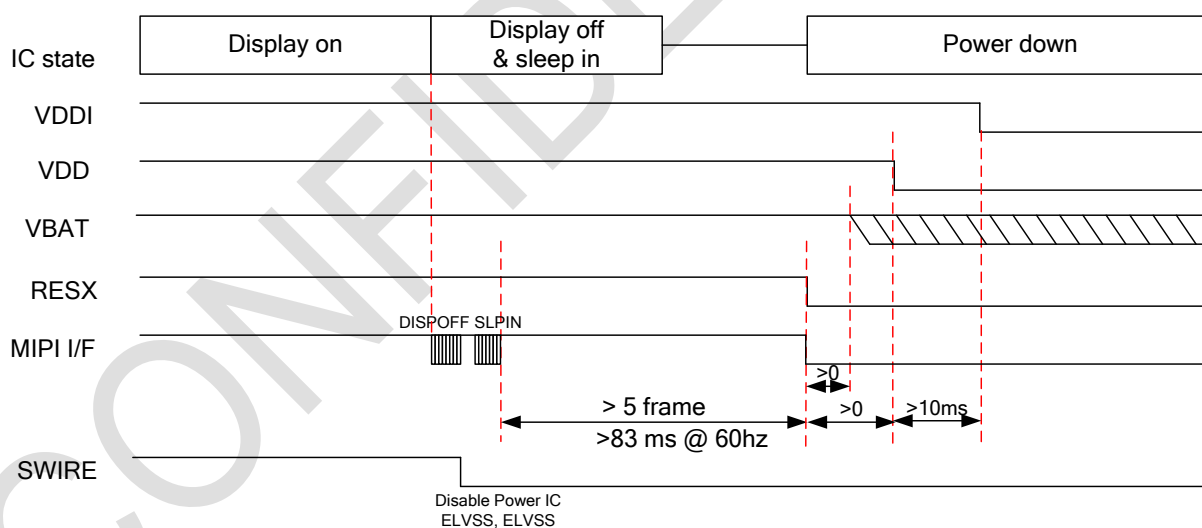 Display on
Display off
& sleep in
Power down
IC state
VDDI
VDD
VBAT
RESX
DISPOFF SLPIN
MIPI I/F
>0
> 5 frame
>0
>10ms
>83 ms @ 60hz
SWIRE
Disable Power IC
ELVSS, ELVSS
CONFIDE